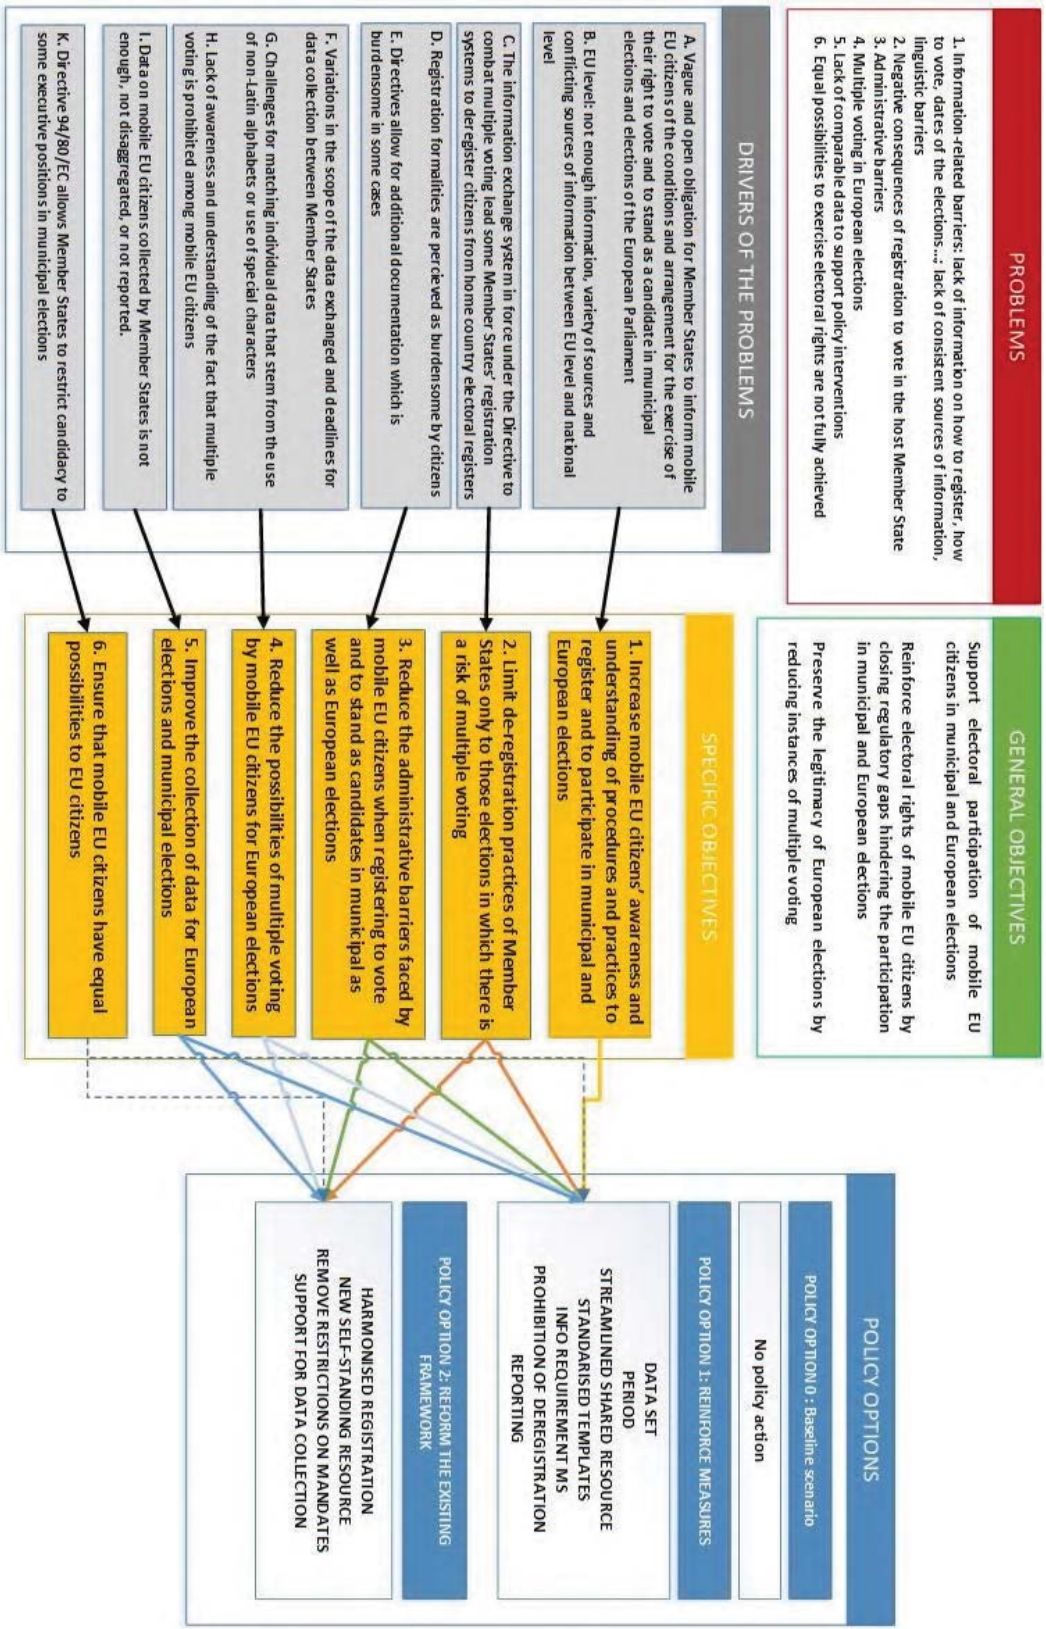 PROBLEMS
1. Information-related barriers: lack of information on how to register, how
to vote, dates of the elections...; lack of consistent sources of information,
linguistic barriers
2. Negative consequences of registration to vote in the host Member State
3. Administrative barriers
4. Multiple voting in European elections
5. Lack of comparable data to support policy interventions
6. Equal possibilities to exercise electoral rights are not fully achieved
DRIVERS OF THE PROBLEMS
A. Vague and open obligation for Member States to inform mobile
EU citizens of the conditions and arrangement for the exercise of
their right to vote and to stand as a candidate in municipal
elections and elections of the European Parliament
B. EU level: not enough information, variety of sources and
conflicting sources of information between EU level and national
level
C. The information exchange system in force under the Directive to
combat multiple voting lead some Member States' registration
systems to deregister citizens from home country electoral registers
D. Registration formalities are percieved as burdensome by citizens
E. Directives allow for additional documentation which is
burdensome in some cases
F. Variations in the scope of the data exchanged and deadlines for
data collection between Member States
G. Challenges for matching individual data that stem from the use
of non-Latin alphabets or use of special characters
H. Lack of awareness and understanding of the fact that multiple
voting is prohibited among mobile EU citizens
I. Data on mobile EU citizens collected by Member States is not
enough, not disaggregated, or not reported.
K. Directive 94/80/EC allows Member States to restrict candidacy to
some executive positions in municipal elections
GENERAL OBJECTIVES
Support electoral participation of mobile EU
citizens in municipal and European elections
Reinforce electoral rights of mobile EU citizens by
closing regulatory gaps hindering the participation
in municipal and European elections
Preserve the legitimacy of European elections by
reducing instances of multiple voting
SPECIFIC OBJECTIVES
1. Increase mobile EU citizens' awareness and
understanding of procedures and practices to
register and to participate in municipal and
European elections
2. Limit de-registration practices of Member
States only to those elections in which there is
a risk of multiple voting
3. Reduce the administrative barriers faced by
mobile EU citizens when registering to vote
and to stand as candidates in municipal as
well as European elections
4. Reduce the possibilities of multiple voting
by mobile EU citizens for European elections
5. Improve the collection of data for European
elections and municipal elections
6. Ensure that mobile EU citizens have equal
possibilities to EU citizens
POLICY OPTIONS
POLICY OPTION 0 : Baseline scenario
No policy action
POLICY OPTION 1: REINFORCE MEASURES
DATA SET
PERIOD
STREAMLINED SHARED RESOURCE
STANDARISED TEMPLATES
INFO REQUIREMENT MS
PROHIBITION OF DEREGISTRATION
REPORTING
POLICY OPTION 2: REFORM THE EXISTING
FRAMEWORK
HARMONISED REGISTRATION
NEW SELF-STANDING RESOURCE
REMOVE RESTRICTIONS ON MANDATES
SUPPORT FOR DATA COLLECTION